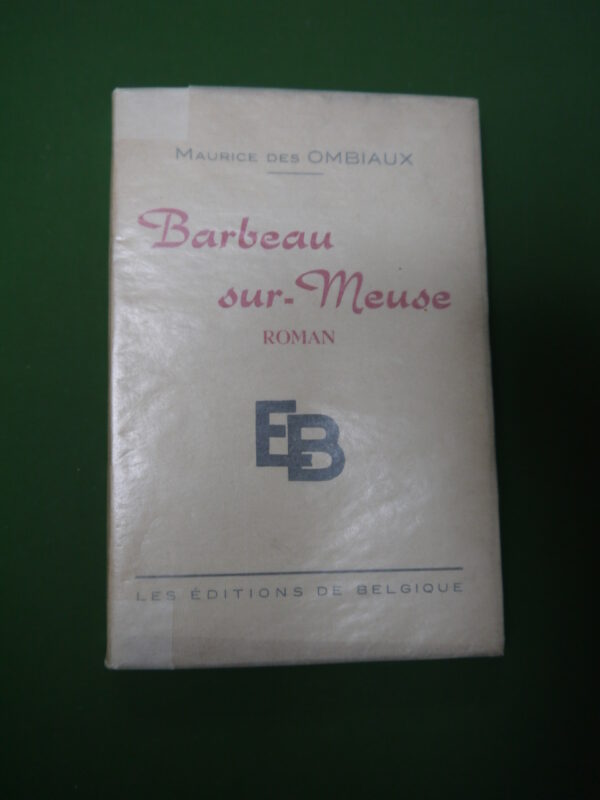 Maurice des OMBIAUX
Barbeau
sur-Meuse
ROMAN
EB
LES ÉDITIONS DE BELGIQUE